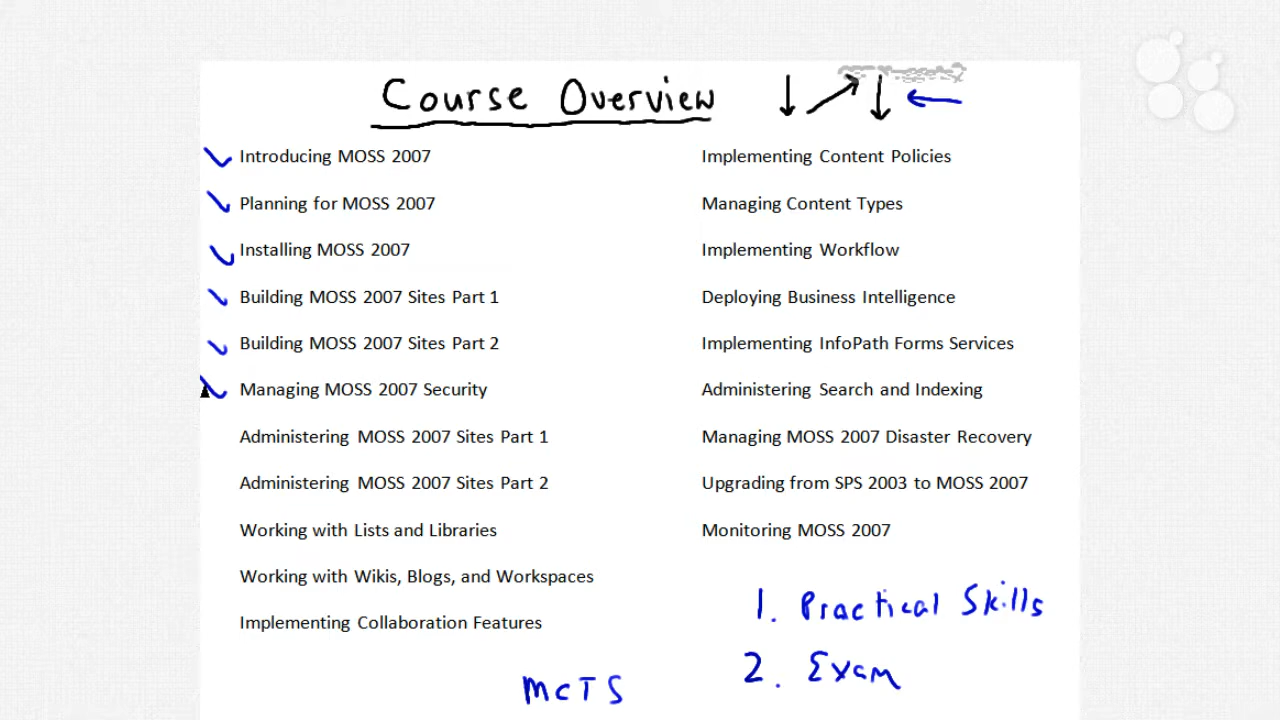 Course Overview
Introducing MOSS 2007
Planning for MOSS 2007
Installing MOSS 2007
Building MOSS 2007 Sites Part 1
Building MOSS 2007 Sites Part 2
Managing MOSS 2007 Security
Administering MOSS 2007 Sites Part 1
Administering MOSS 2007 Sites Part 2
Working with Lists and Libraries
Working with Wikis, Blogs, and Workspaces
Implementing Collaboration Features
Implementing Content Policies
Managing Content Types
Implementing Workflow
Deploying Business Intelligence
Implementing InfoPath Forms Services
Administering Search and Indexing
Managing MOSS 2007 Disaster Recovery
Upgrading from SPS 2003 to MOSS 2007
Monitoring MOSS 2007
1. Practical Skills
2. Exam
MCTS